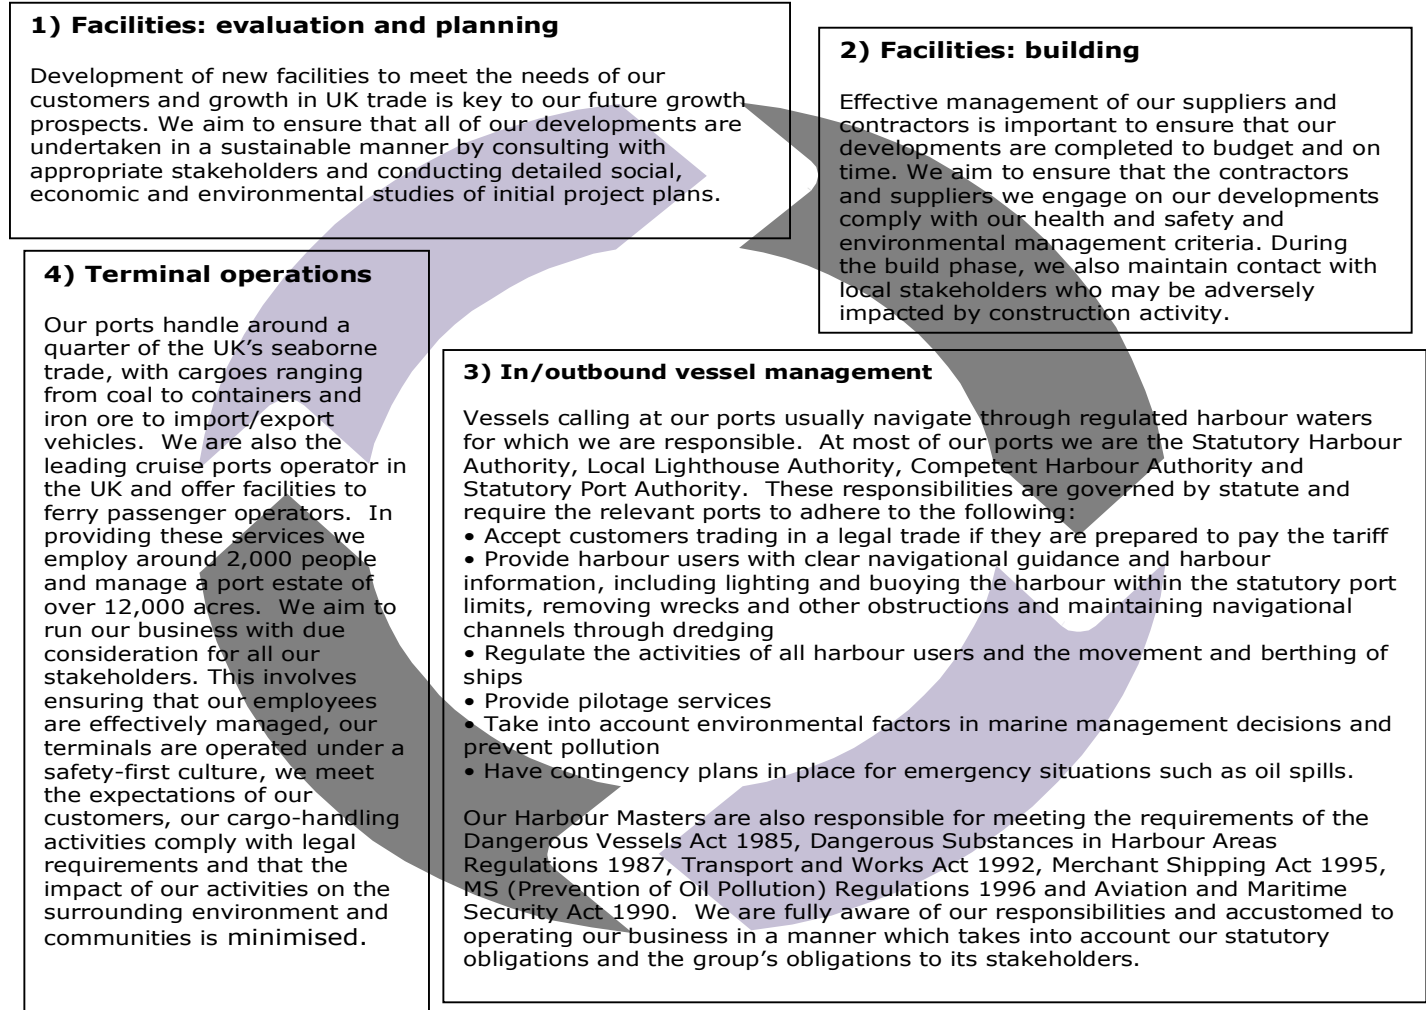 1) Facilities: evaluation and planning
Development of new facilities to meet the needs of our
customers and growth in UK trade is key to our future growth
prospects. We aim to ensure that all of our developments are
undertaken in a sustainable manner by consulting with
appropriate stakeholders and conducting detailed social,
economic and environmental studies of initial project plans.
2) Facilities: building
Effective management of our suppliers and
contractors is important to ensure that our
developments are completed to budget and on
time. We aim to ensure that the contractors
and suppliers we engage on our developments
comply with our health and safety and
environmental management criteria. During
the build phase, we also maintain contact with
local stakeholders who may be adversely
impacted by construction activity.
3) In/outbound vessel management
Vessels calling at our ports usually navigate through regulated harbour waters
for which we are responsible.  At most of our ports we are the Statutory Harbour
Authority, Local Lighthouse Authority, Competent Harbour Authority and
Statutory Port Authority.  These responsibilities are governed by statute and
require the relevant ports to adhere to the following:
• Accept customers trading in a legal trade if they are prepared to pay the tariff
• Provide harbour users with clear navigational guidance and harbour
information, including lighting and buoying the harbour within the statutory port
limits, removing wrecks and other obstructions and maintaining navigational
channels through dredging
• Regulate the activities of all harbour users and the movement and berthing of
ships
• Provide pilotage services
• Take into account environmental factors in marine management decisions and
prevent pollution
• Have contingency plans in place for emergency situations such as oil spills.
Our Harbour Masters are also responsible for meeting the requirements of the
Dangerous Vessels Act 1985, Dangerous Substances in Harbour Areas
Regulations 1987, Transport and Works Act 1992, Merchant Shipping Act 1995,
MS (Prevention of Oil Pollution) Regulations 1996 and Aviation and Maritime
Security Act 1990.  We are fully aware of our responsibilities and accustomed to
operating our business in a manner which takes into account our statutory
obligations and the group's obligations to its stakeholders.
4) Terminal operations
Our ports handle around a
quarter of the UK's seaborne
trade, with cargoes ranging
from coal to containers and
iron ore to import/export
vehicles.  We are also the
leading cruise ports operator in
the UK and offer facilities to
ferry passenger operators.  In
providing these services we
employ around 2,000 people
and manage a port estate of
over 12,000 acres.  We aim to
run our business with due
consideration for all our
stakeholders. This involves
ensuring that our employees
are effectively managed, our
terminals are operated under a
safety-first culture, we meet
the expectations of our
customers, our cargo-handling
activities comply with legal
requirements and that the
impact of our activities on the
surrounding environment and
communities is minimised.